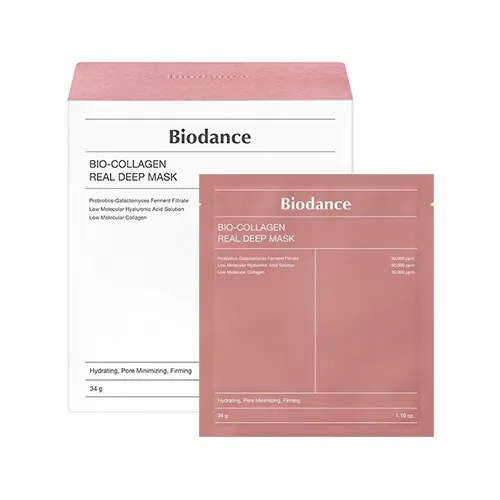 Biodance
Biodance
BIO-COLLAGEN
REAL DEEP MASK
Probiotics-Galactomyces Ferment Filtrate
Low Molecular Hyaluronic Acid Solution
Low Molecular Collagen
Hydrating, Pore Minimizing, Firming
34 g
Biodance
BIO-COLLAGEN
REAL DEEP MASK
Probiotics-Galactomyces Ferment Filtrate
Low Molecular Hyaluronic Acid Solution
Low Molecular Collagen
Hydrating, Pore Minimizing, Firming
34 g 1.19 oz.